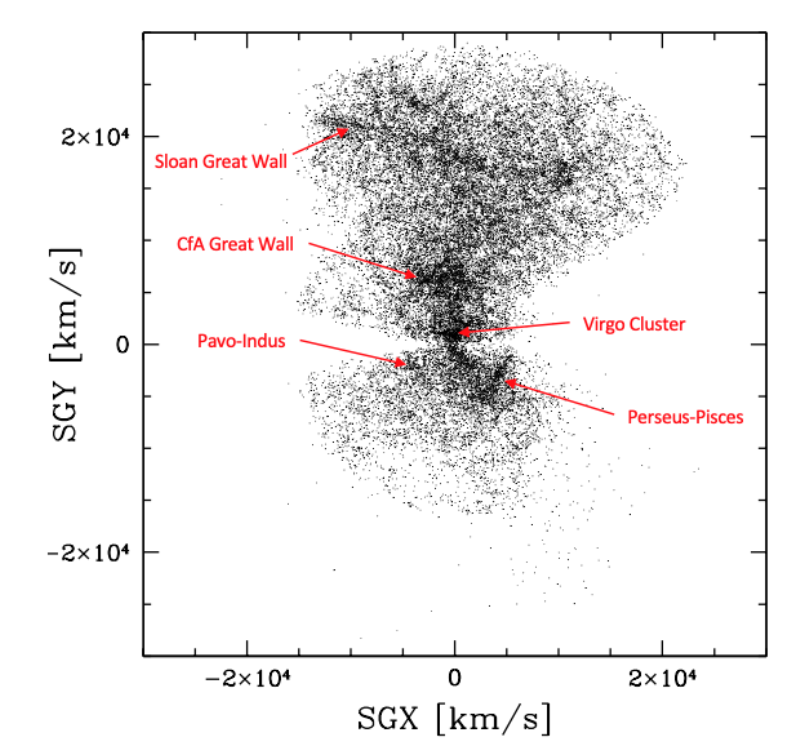 2×10⁴
Sloan Great Wall
CfA Great Wall
Virgo Cluster
0
Pavo-Indus
Perseus-Pisces
−2×10⁴
SGY [km/s]
−2×10⁴
0
2×10⁴
SGX [km/s]